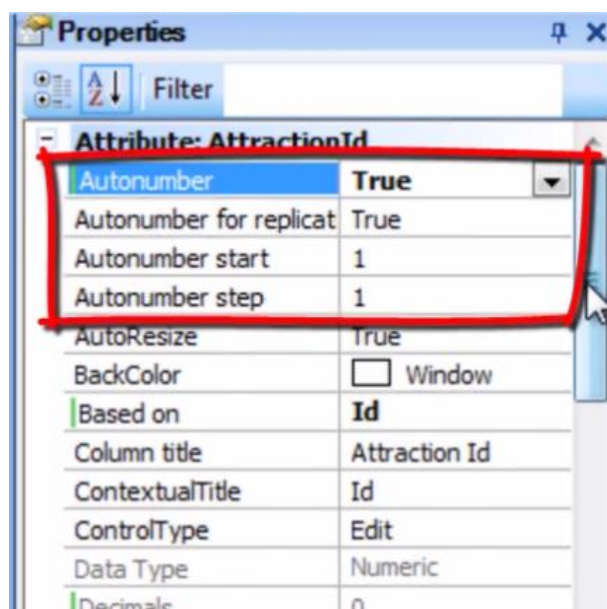 Properties
Filter
Attribute: AttractionId
Autonumber True
Autonumber for replicat True
Autonumber start 1
Autonumber step 1
AutoResize True
BackColor Window
Based on Id
Column title Attraction Id
ContextualTitle Id
ControlType Edit
Data Type Numeric
Decimals 0